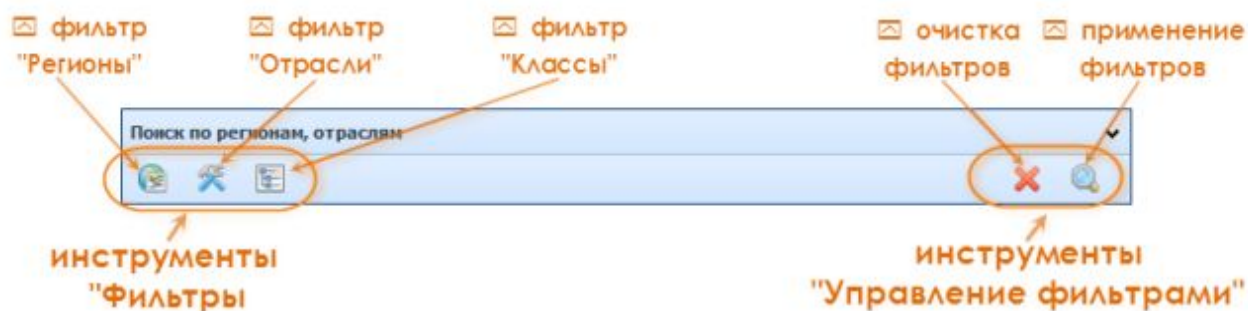 фильтр
"Регионы"
фильтр
"Отрасли"
фильтр
"Классы"
очистка
фильтров
применение
фильтров
Поиск по регионам, отраслям
инструменты
"Фильтры
инструменты
"Управление фильтрами"